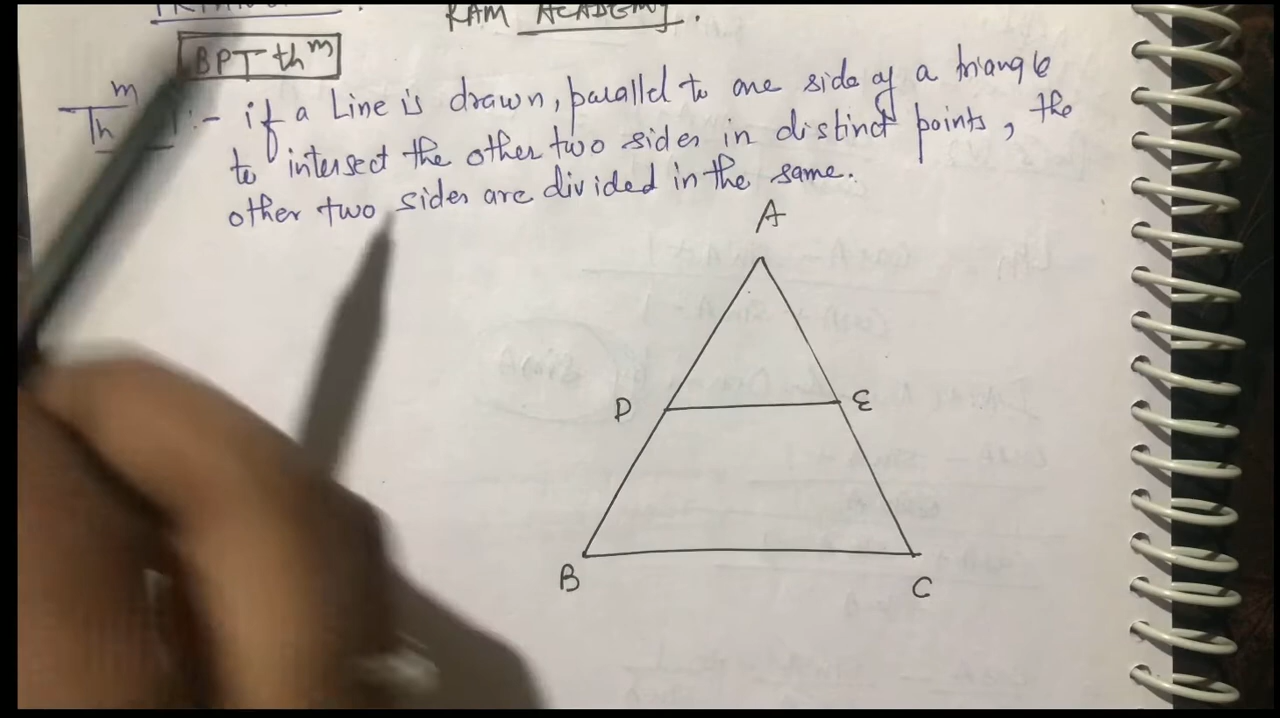 RAM ACADEMY.
BPT thm
Thm :- if a Line is drawn, parallel to one side of a triangle
to intersect the other two sides in distinct points, the
other two sides are divided in the same.
A
D E
B C